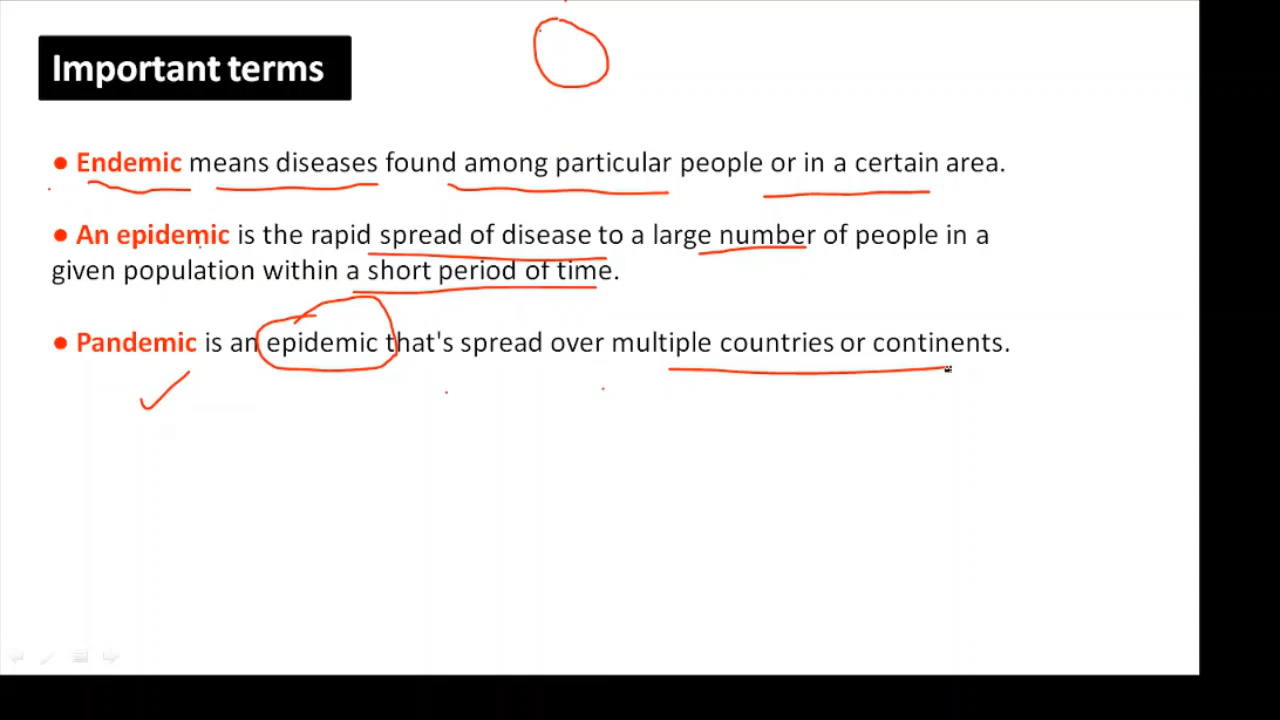 Important terms
● Endemic means diseases found among particular people or in a certain area.
● An epidemic is the rapid spread of disease to a large number of people in a
given population within a short period of time.
● Pandemic is an epidemic that's spread over multiple countries or continents.